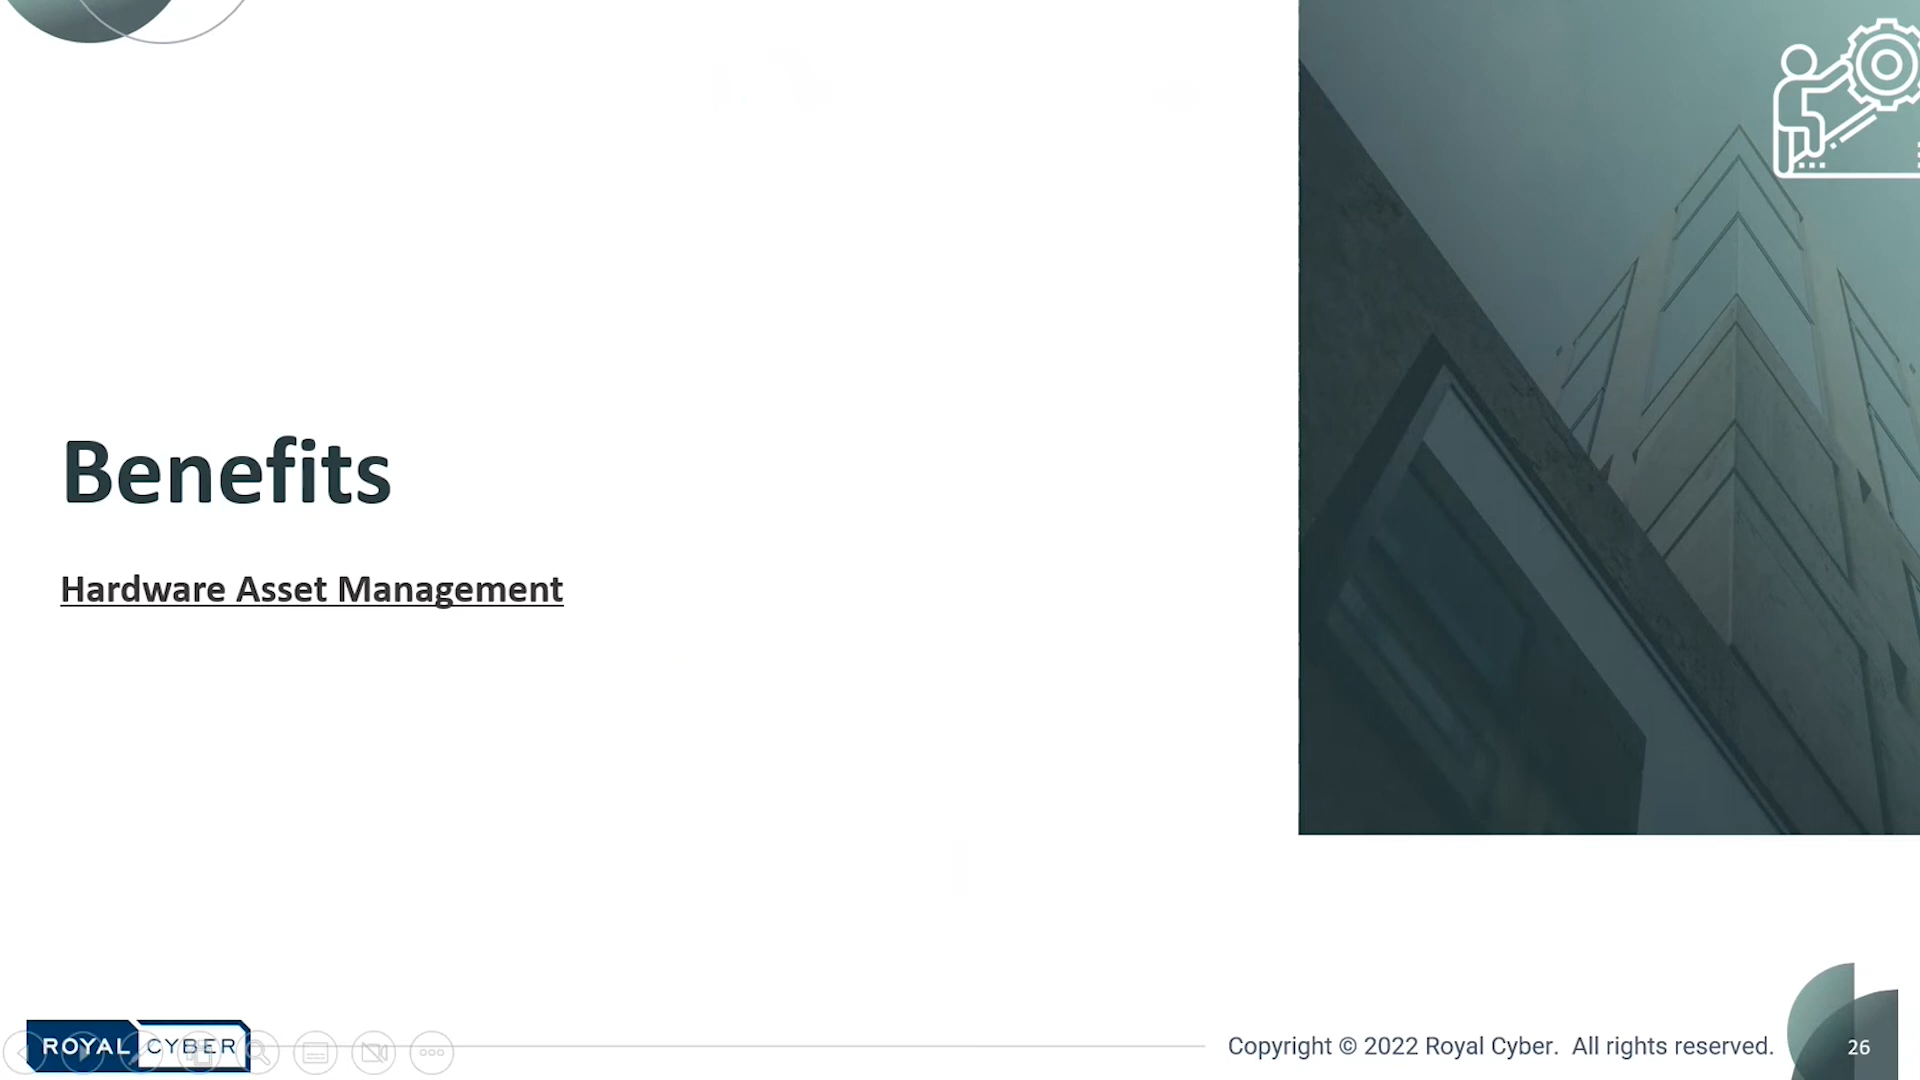 Benefits
Hardware Asset Management
ROYAL CYBER
Copyright © 2022 Royal Cyber. All rights reserved.
26